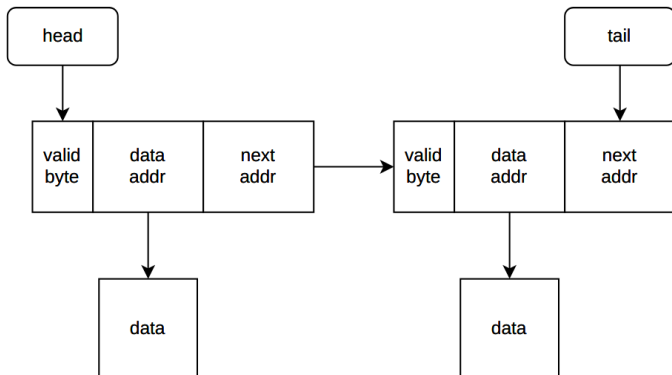 head
tail
valid
byte
data
addr
next
addr
valid
byte
data
addr
next
addr
data
data